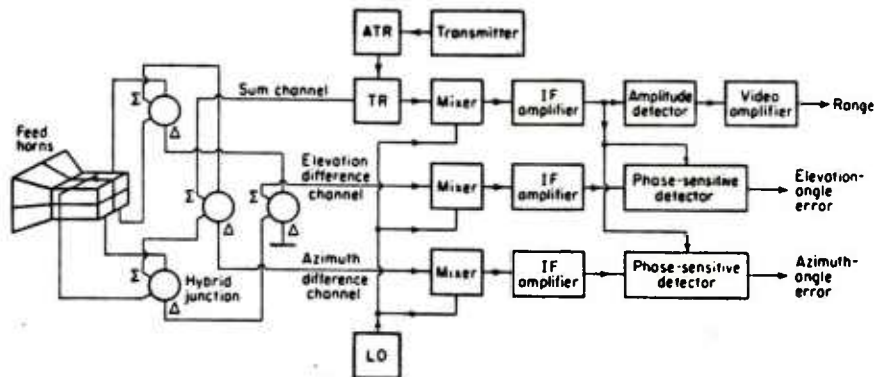 ATR
Transmitter
Σ
Sum channel
TR
Mixer
IF
amplifier
Amplitude
detector
Video
amplifier
Range
Δ
Feed
horns
Elevation
difference
channel
Σ
Σ
Mixer
IF
amplifier
Phase-sensitive
detector
Elevation-
angle
error
Δ
Δ
Σ
Hybrid
junction
Δ
Azimuth
difference
channel
Mixer
IF
amplifier
Phase-sensitive
detector
Azimuth-
angle
error
LO